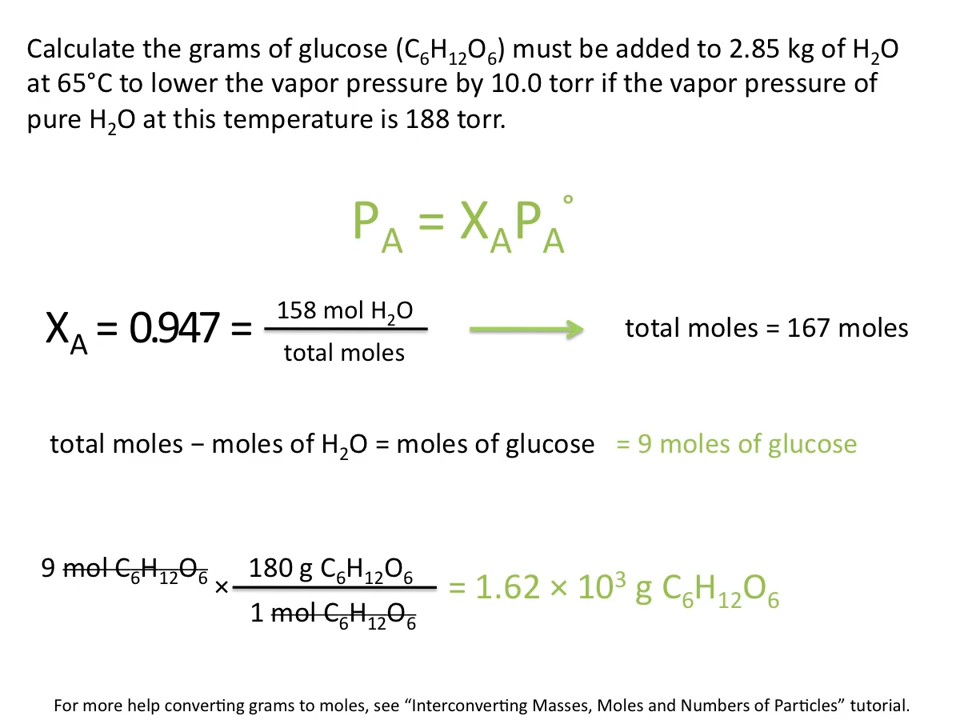 Calculate the grams of glucose (C₆H₁₂O₆) must be added to 2.85 kg of H₂O
at 65°C to lower the vapor pressure by 10.0 torr if the vapor pressure of
pure H₂O at this temperature is 188 torr.
P_A = X_A P_A°
X_A = 0.947 = 158 mol H₂O / total moles → total moles = 167 moles
total moles − moles of H₂O = moles of glucose = 9 moles of glucose
9 mol C₆H₁₂O₆ × 180 g C₆H₁₂O₆ / 1 mol C₆H₁₂O₆ = 1.62 × 10³ g C₆H₁₂O₆
For more help converting grams to moles, see “Interconverting Masses, Moles and Numbers of Particles” tutorial.